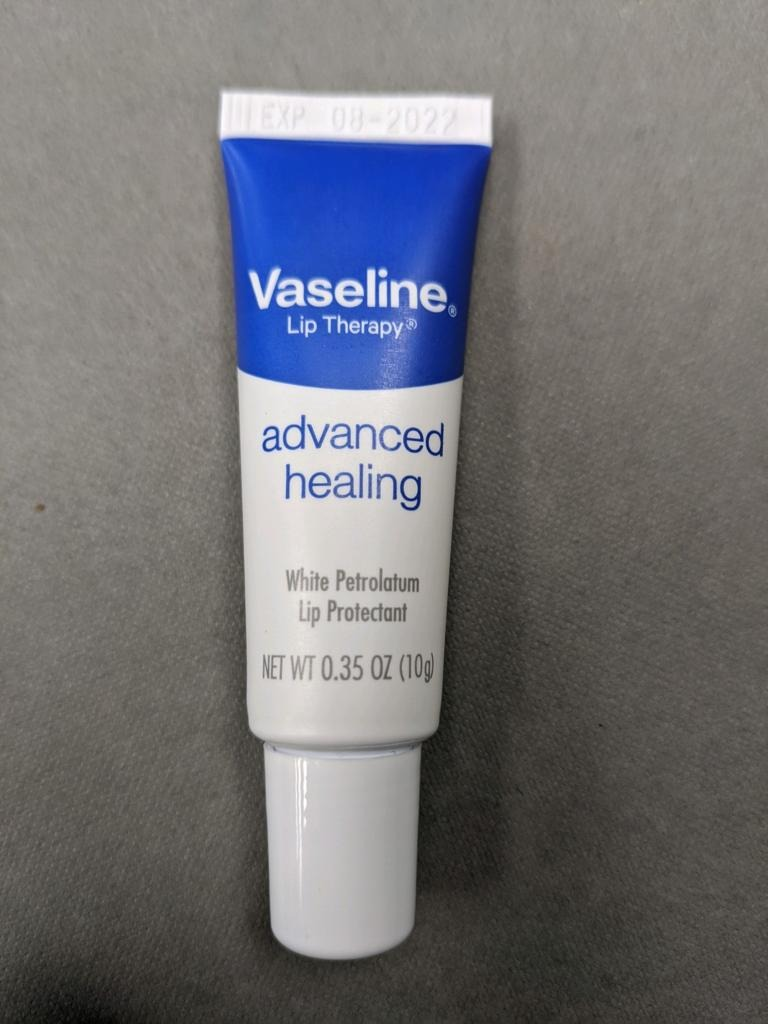 EXP 08-2022
Vaseline®
Lip Therapy®
advanced
healing
White Petrolatum
Lip Protectant
NET WT 0.35 OZ (10g)